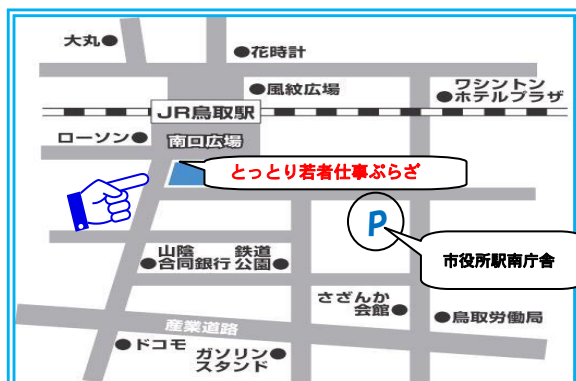 大丸
花時計
風紋広場
ワシントン
ホテルプラザ
JR鳥取駅
ローソン
南口広場
とっとり若者仕事ぷらざ
P
市役所駅南庁舎
山陰
合同銀行
鉄道
公園
さざんか
会館
鳥取労働局
産業道路
ドコモ
ガソリン
スタンド